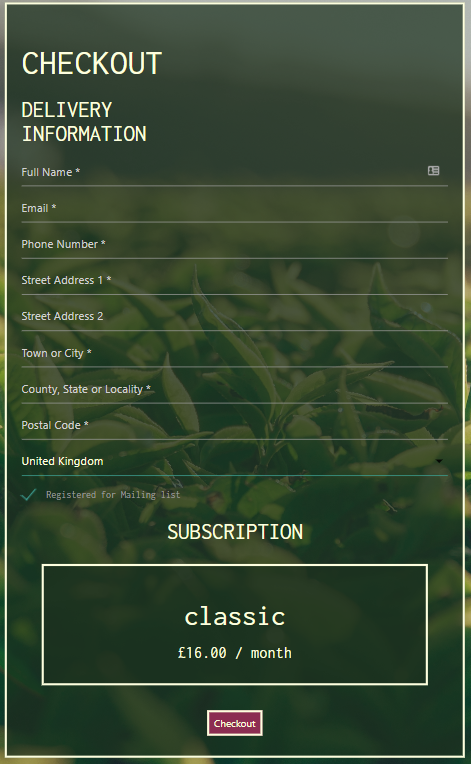 CHECKOUT
DELIVERY
INFORMATION
Full Name *
Email *
Phone Number *
Street Address 1 *
Street Address 2
Town or City *
County, State or Locality *
Postal Code *
United Kingdom
Registered for Mailing list
SUBSCRIPTION
classic
£16.00 / month
Checkout